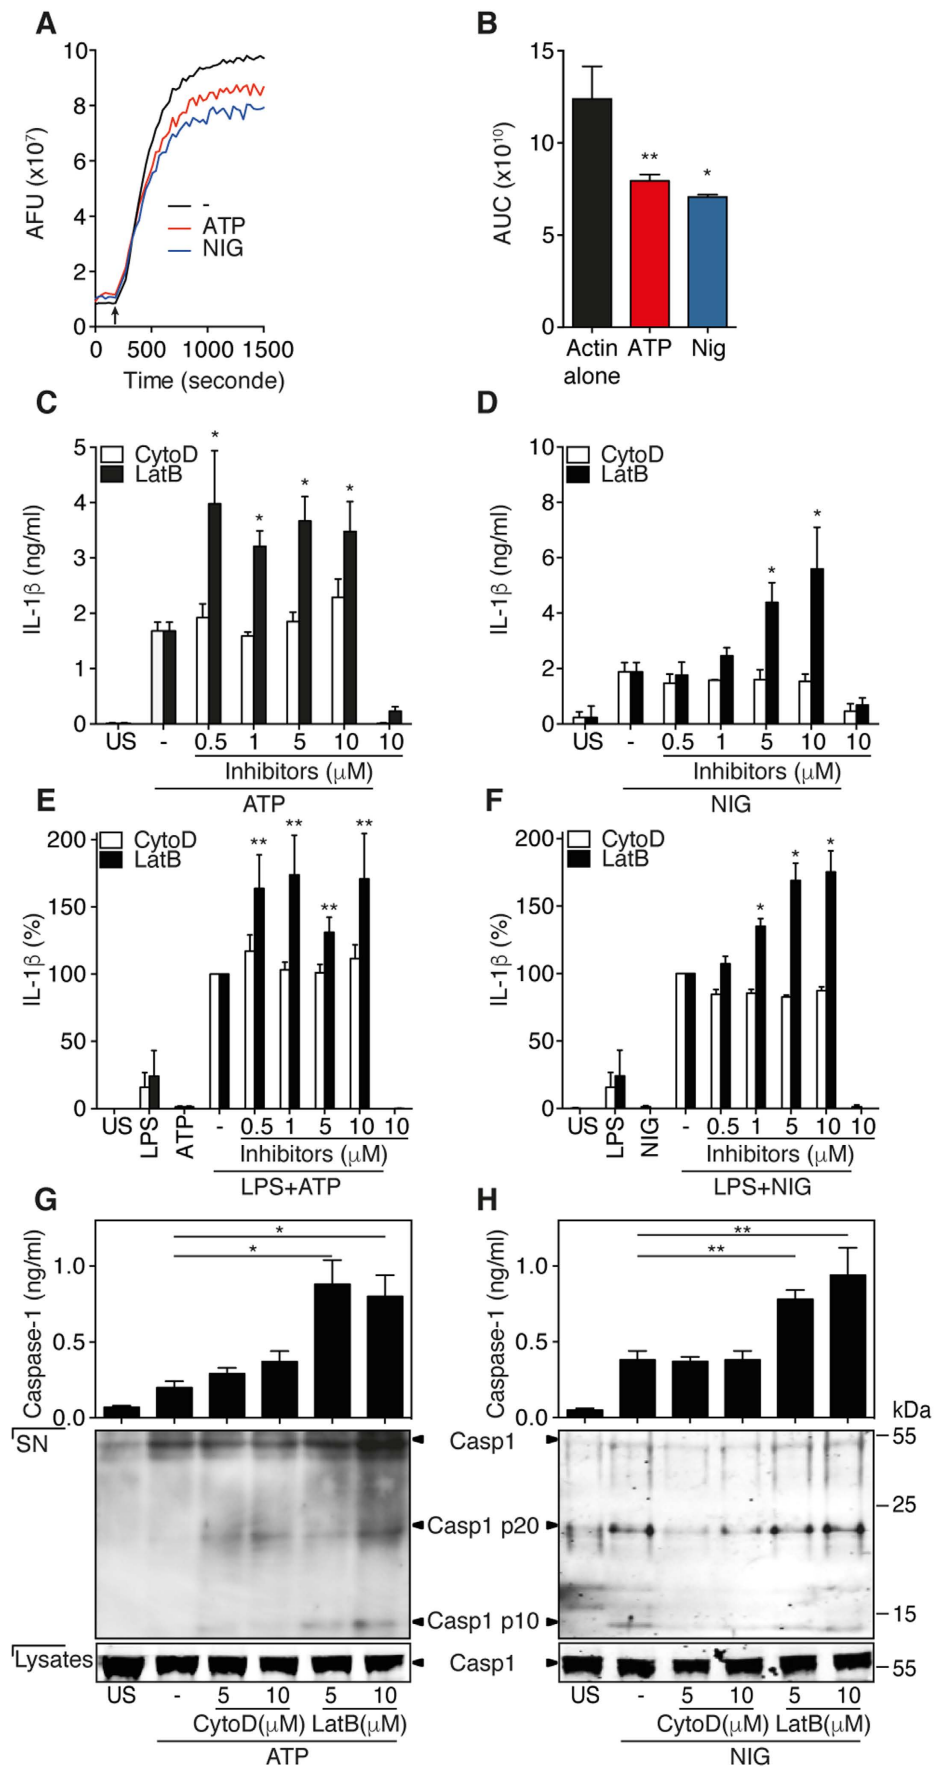 A
10
8
6
4
2
0
AFU (x10⁷)
-
ATP
NIG
0 500 1000 1500
Time (seconde)
B
15
10
5
0
AUC (x10¹⁰)
**
*
Actin alone
ATP
Nig
C
5
4
3
2
1
0
IL-1β (ng/ml)
CytoD
LatB
*
*
*
*
US - 0.5 1 5 10 10
Inhibitors (μM)
ATP
D
10
8
6
4
2
0
IL-1β (ng/ml)
CytoD
LatB
*
*
US - 0.5 1 5 10 10
Inhibitors (μM)
NIG
E
200
150
100
50
0
IL-1β (%)
CytoD
LatB
**
**
**
**
US LPS ATP - 0.5 1 5 10 10
Inhibitors (μM)
LPS+ATP
F
200
150
100
50
0
IL-1β (%)
CytoD
LatB
*
*
*
US LPS NIG - 0.5 1 5 10 10
Inhibitors (μM)
LPS+NIG
G
1.0
0.5
0.0
Caspase-1 (ng/ml)
*
*
H
1.0
0.5
0.0
Caspase-1 (ng/ml)
**
**
kDa
SN
Casp1
55
25
Casp1 p20
Casp1 p10
15
Lysates
Casp1
55
US - 5 10 5 10
CytoD(μM) LatB(μM)
ATP
US - 5 10 5 10
CytoD(μM) LatB(μM)
NIG